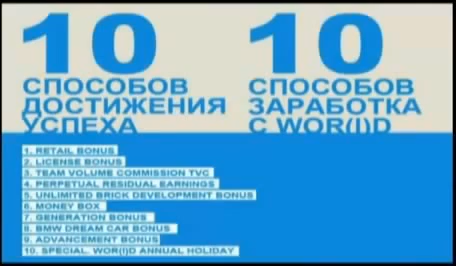 10
СПОСОБОВ
ДОСТИЖЕНИЯ
УСПЕХА
10
СПОСОБОВ
ЗАРАБОТКА
С WOR(I)D
1. RETAIL BONUS
2. LICENSE BONUS
3. TEAM VOLUME COMMISSION TVC
4. PERPETUAL RESIDUAL EARNINGS
5. UNLIMITED BRICK DEVELOPMENT BONUS
6. MONEY BOX
7. GENERATION BONUS
8. BMW DREAM CAR BONUS
9. ADVANCEMENT BONUS
10. SPECIAL. WOR(I)D ANNUAL HOLIDAY